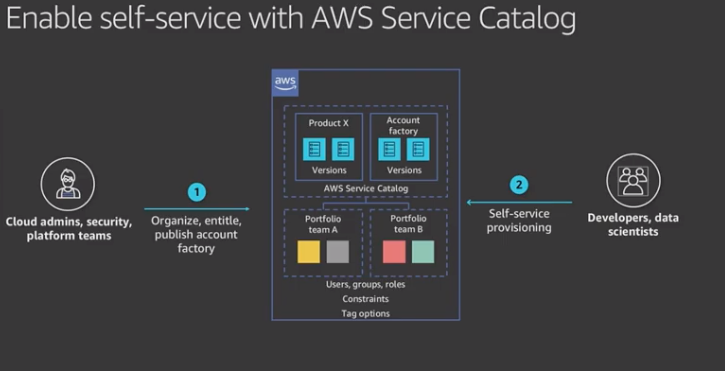 Enable self-service with AWS Service Catalog
aws
Product X
Versions
Account
factory
Versions
AWS Service Catalog
1
Cloud admins, security,
platform teams
Organize, entitle,
publish account
factory
2
Self-service
provisioning
Developers, data
scientists
Portfolio
team A
Portfolio
team B
Users, groups, roles
Constraints
Tag options